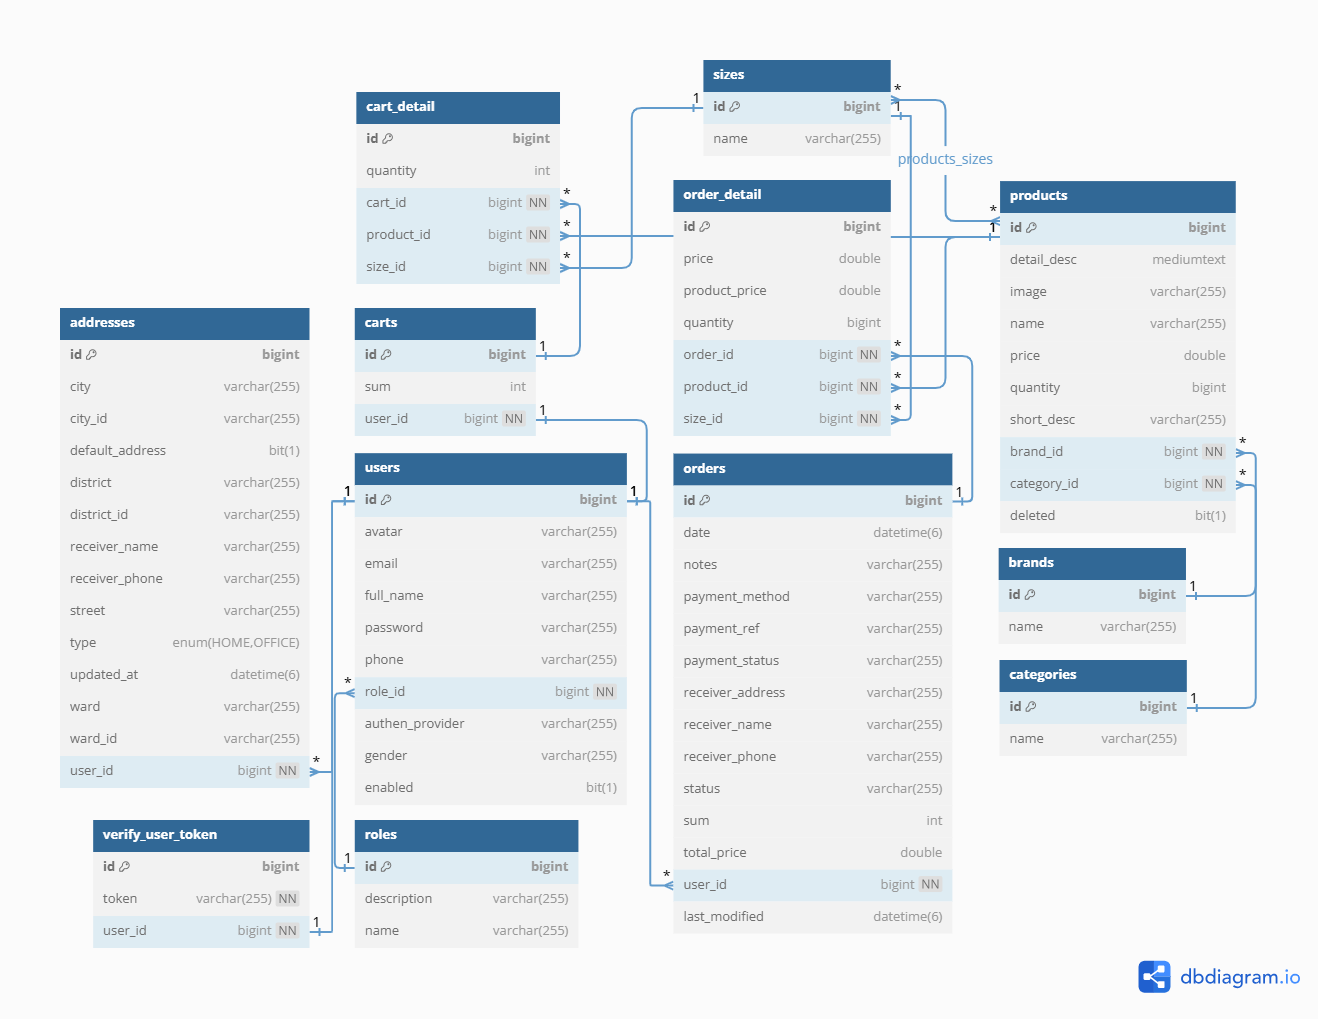 sizes
id bigint
name varchar(255)
cart_detail
id bigint
quantity int
cart_id bigint NN
product_id bigint NN
size_id bigint NN
products_sizes
order_detail
id bigint
price double
product_price double
quantity bigint
order_id bigint NN
product_id bigint NN
size_id bigint NN
products
id bigint
detail_desc mediumtext
image varchar(255)
name varchar(255)
price double
quantity bigint
short_desc varchar(255)
brand_id bigint NN
category_id bigint NN
deleted bit(1)
addresses
id bigint
city varchar(255)
city_id varchar(255)
default_address bit(1)
district varchar(255)
district_id varchar(255)
receiver_name varchar(255)
receiver_phone varchar(255)
street varchar(255)
type enum(HOME,OFFICE)
updated_at datetime(6)
ward varchar(255)
ward_id varchar(255)
user_id bigint NN
carts
id bigint
sum int
user_id bigint NN
users
id bigint
avatar varchar(255)
email varchar(255)
full_name varchar(255)
password varchar(255)
phone varchar(255)
role_id bigint NN
authen_provider varchar(255)
gender varchar(255)
enabled bit(1)
orders
id bigint
date datetime(6)
notes varchar(255)
payment_method varchar(255)
payment_ref varchar(255)
payment_status varchar(255)
receiver_address varchar(255)
receiver_name varchar(255)
receiver_phone varchar(255)
status varchar(255)
sum int
total_price double
user_id bigint NN
last_modified datetime(6)
brands
id bigint
name varchar(255)
categories
id bigint
name varchar(255)
verify_user_token
id bigint
token varchar(255) NN
user_id bigint NN
roles
id bigint
description varchar(255)
name varchar(255)
1
*
1
*
1
*
*
*
1
1
*
*
*
1
1
1
*
*
1
1
*
*
1
1
*
dbdiagram.io